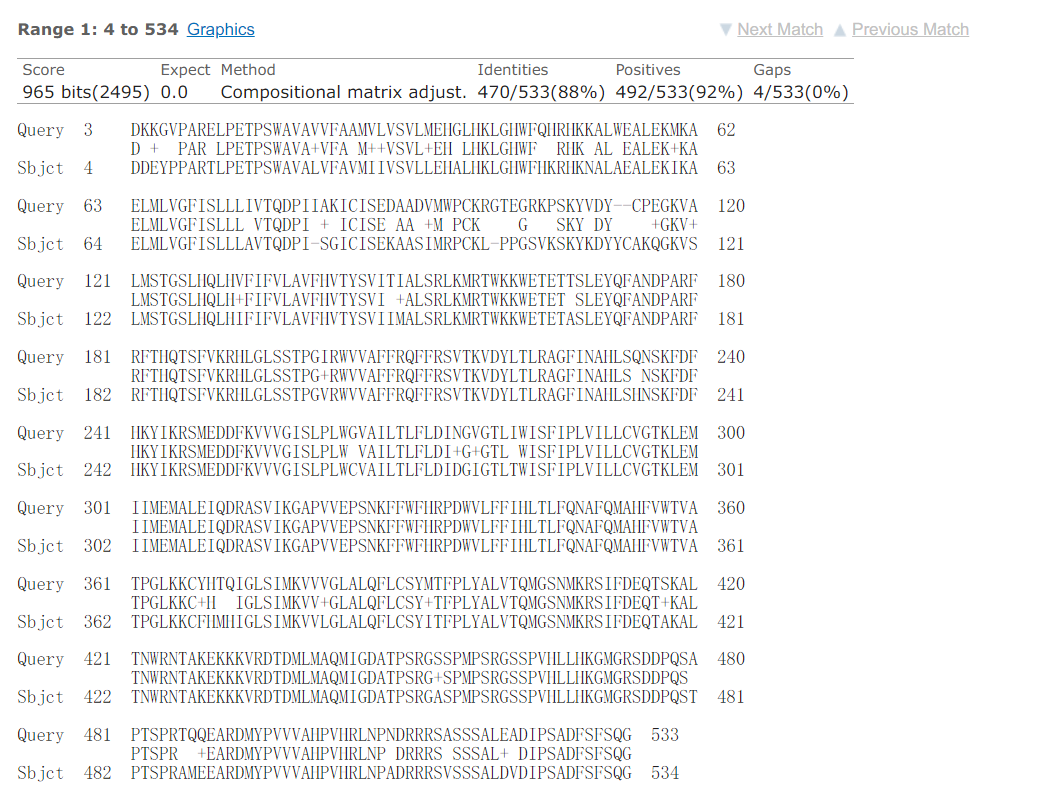 Range 1: 4 to 534 Graphics ▼ Next Match ▲ Previous Match
Score Expect Method Identities Positives Gaps
965 bits(2495) 0.0 Compositional matrix adjust. 470/533(88%) 492/533(92%) 4/533(0%)
Query 3 DKKGVPARELPETPSWAVAVVFAAMVLVSVLMEHGLHKLGHWFQHRHKKALWEALEKMKA 62
D + PAR LPETPSWAVA+VFA M++VSVL+EH LHKLGHWF RHK AL EALEK+KA
Sbjct 4 DDEYPPARTLPETPSWAVALVFAVMIIVSVLLEHALHKLGHWFHKRHKNALAEALEKIKA 63
Query 63 ELMLVGFISLLLIVTQDPIIAKICISEDAADVMWPCKRGTEGRKPSKYVDY--CPEGKVA 120
ELMLVGFISLLL VTQDPI + ICISE AA +M PCK G SKY DY +GKV+
Sbjct 64 ELMLVGFISLLLAVTQDPI-SGICISEKAASIMRPCKL-PPGSVKSKYKDYYCAKQGKVS 121
Query 121 LMSTGSLHQLHVFIFVLAVFHVTYSVITIALSRLKMRTWKKWETETTSLEYQFANDPARF 180
LMSTGSLHQLH+FIFVLAVFHVTYSVI +ALSRLKMRTWKKWETET SLEYQFANDPARF
Sbjct 122 LMSTGSLHQLHIFIFVLAVFHVTYSVIIMALSRLKMRTWKKWETETASLEYQFANDPARF 181
Query 181 RFTHQTSFVKRHLGLSSTPGIRWVVAFFRQFFRSVTKVDYLTLRAGFINAHLSQNSKFDF 240
RFTHQTSFVKRHLGLSSTPG+RWVVAFFRQFFRSVTKVDYLTLRAGFINAHLS NSKFDF
Sbjct 182 RFTHQTSFVKRHLGLSSTPGVRWVVAFFRQFFRSVTKVDYLTLRAGFINAHLSHNSKFDF 241
Query 241 HKYIKRSMEDDFKVVVGISLPLWGVAILTLFLDINGVGTLIWISFIPLVILLCVGTKLEM 300
HKYIKRSMEDDFKVVVGISLPLW VAILTLFLDI+G+GTL WISFIPLVILLCVGTKLEM
Sbjct 242 HKYIKRSMEDDFKVVVGISLPLWCVAILTLFLDIDGIGTLTWISFIPLVILLCVGTKLEM 301
Query 301 IIMEMALEIQDRASVIKGAPVVEPSNKFFWFHRPDWVLFFIHLTLFQNAFQMAHFVWTVA 360
IIMEMALEIQDRASVIKGAPVVEPSNKFFWFHRPDWVLFFIHLTLFQNAFQMAHFVWTVA
Sbjct 302 IIMEMALEIQDRASVIKGAPVVEPSNKFFWFHRPDWVLFFIHLTLFQNAFQMAHFVWTVA 361
Query 361 TPGLKKCYHTQIGLSIMKVVVGLALQFLCSYMTFPLYALVTQMGSNMKRSIFDEQTSKAL 420
TPGLKKC+H IGLSIMKVV+GLALQFLCSY+TFPLYALVTQMGSNMKRSIFDEQT+KAL
Sbjct 362 TPGLKKCFHMHIGLSIMKVVLGLALQFLCSYITFPLYALVTQMGSNMKRSIFDEQTAKAL 421
Query 421 TNWRNTAKEKKKVRDTDMLMAQMIGDATPSRGSSPMPSRGSSPVHLLHKGMGRSDDPQSA 480
TNWRNTAKEKKKVRDTDMLMAQMIGDATPSRG+SPMPSRGSSPVHLLHKGMGRSDDPQS
Sbjct 422 TNWRNTAKEKKKVRDTDMLMAQMIGDATPSRGASPMPSRGSSPVHLLHKGMGRSDDPQST 481
Query 481 PTSPRTQQEARDMYPVVVAHPVHRLNPNDRRRSASSSALEADIPSADFSFSQG 533
PTSPR +EARDMYPVVVAHPVHRLNP DRRRS SSSAL+ DIPSADFSFSQG
Sbjct 482 PTSPRAMEEARDMYPVVVAHPVHRLNPADRRRSVSSSALDVDIPSADFSFSQG 534